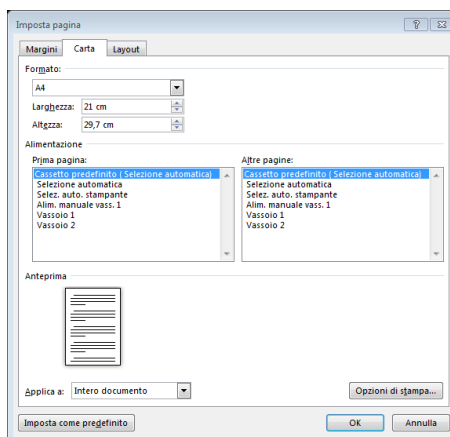 Imposta pagina
Margini Carta Layout
Formato:
A4
Larghezza: 21 cm
Altezza: 29,7 cm
Alimentazione
Prima pagina: Altre pagine:
Cassetto predefinito (Selezione automatica) Cassetto predefinito (Selezione automatica)
Selezione automatica Selezione automatica
Selez. auto. stampante Selez. auto. stampante
Alim. manuale vass. 1 Alim. manuale vass. 1
Vassoio 1 Vassoio 1
Vassoio 2 Vassoio 2
Anteprima
Applica a: Intero documento Opzioni di stampa...
Imposta come predefinito OK Annulla